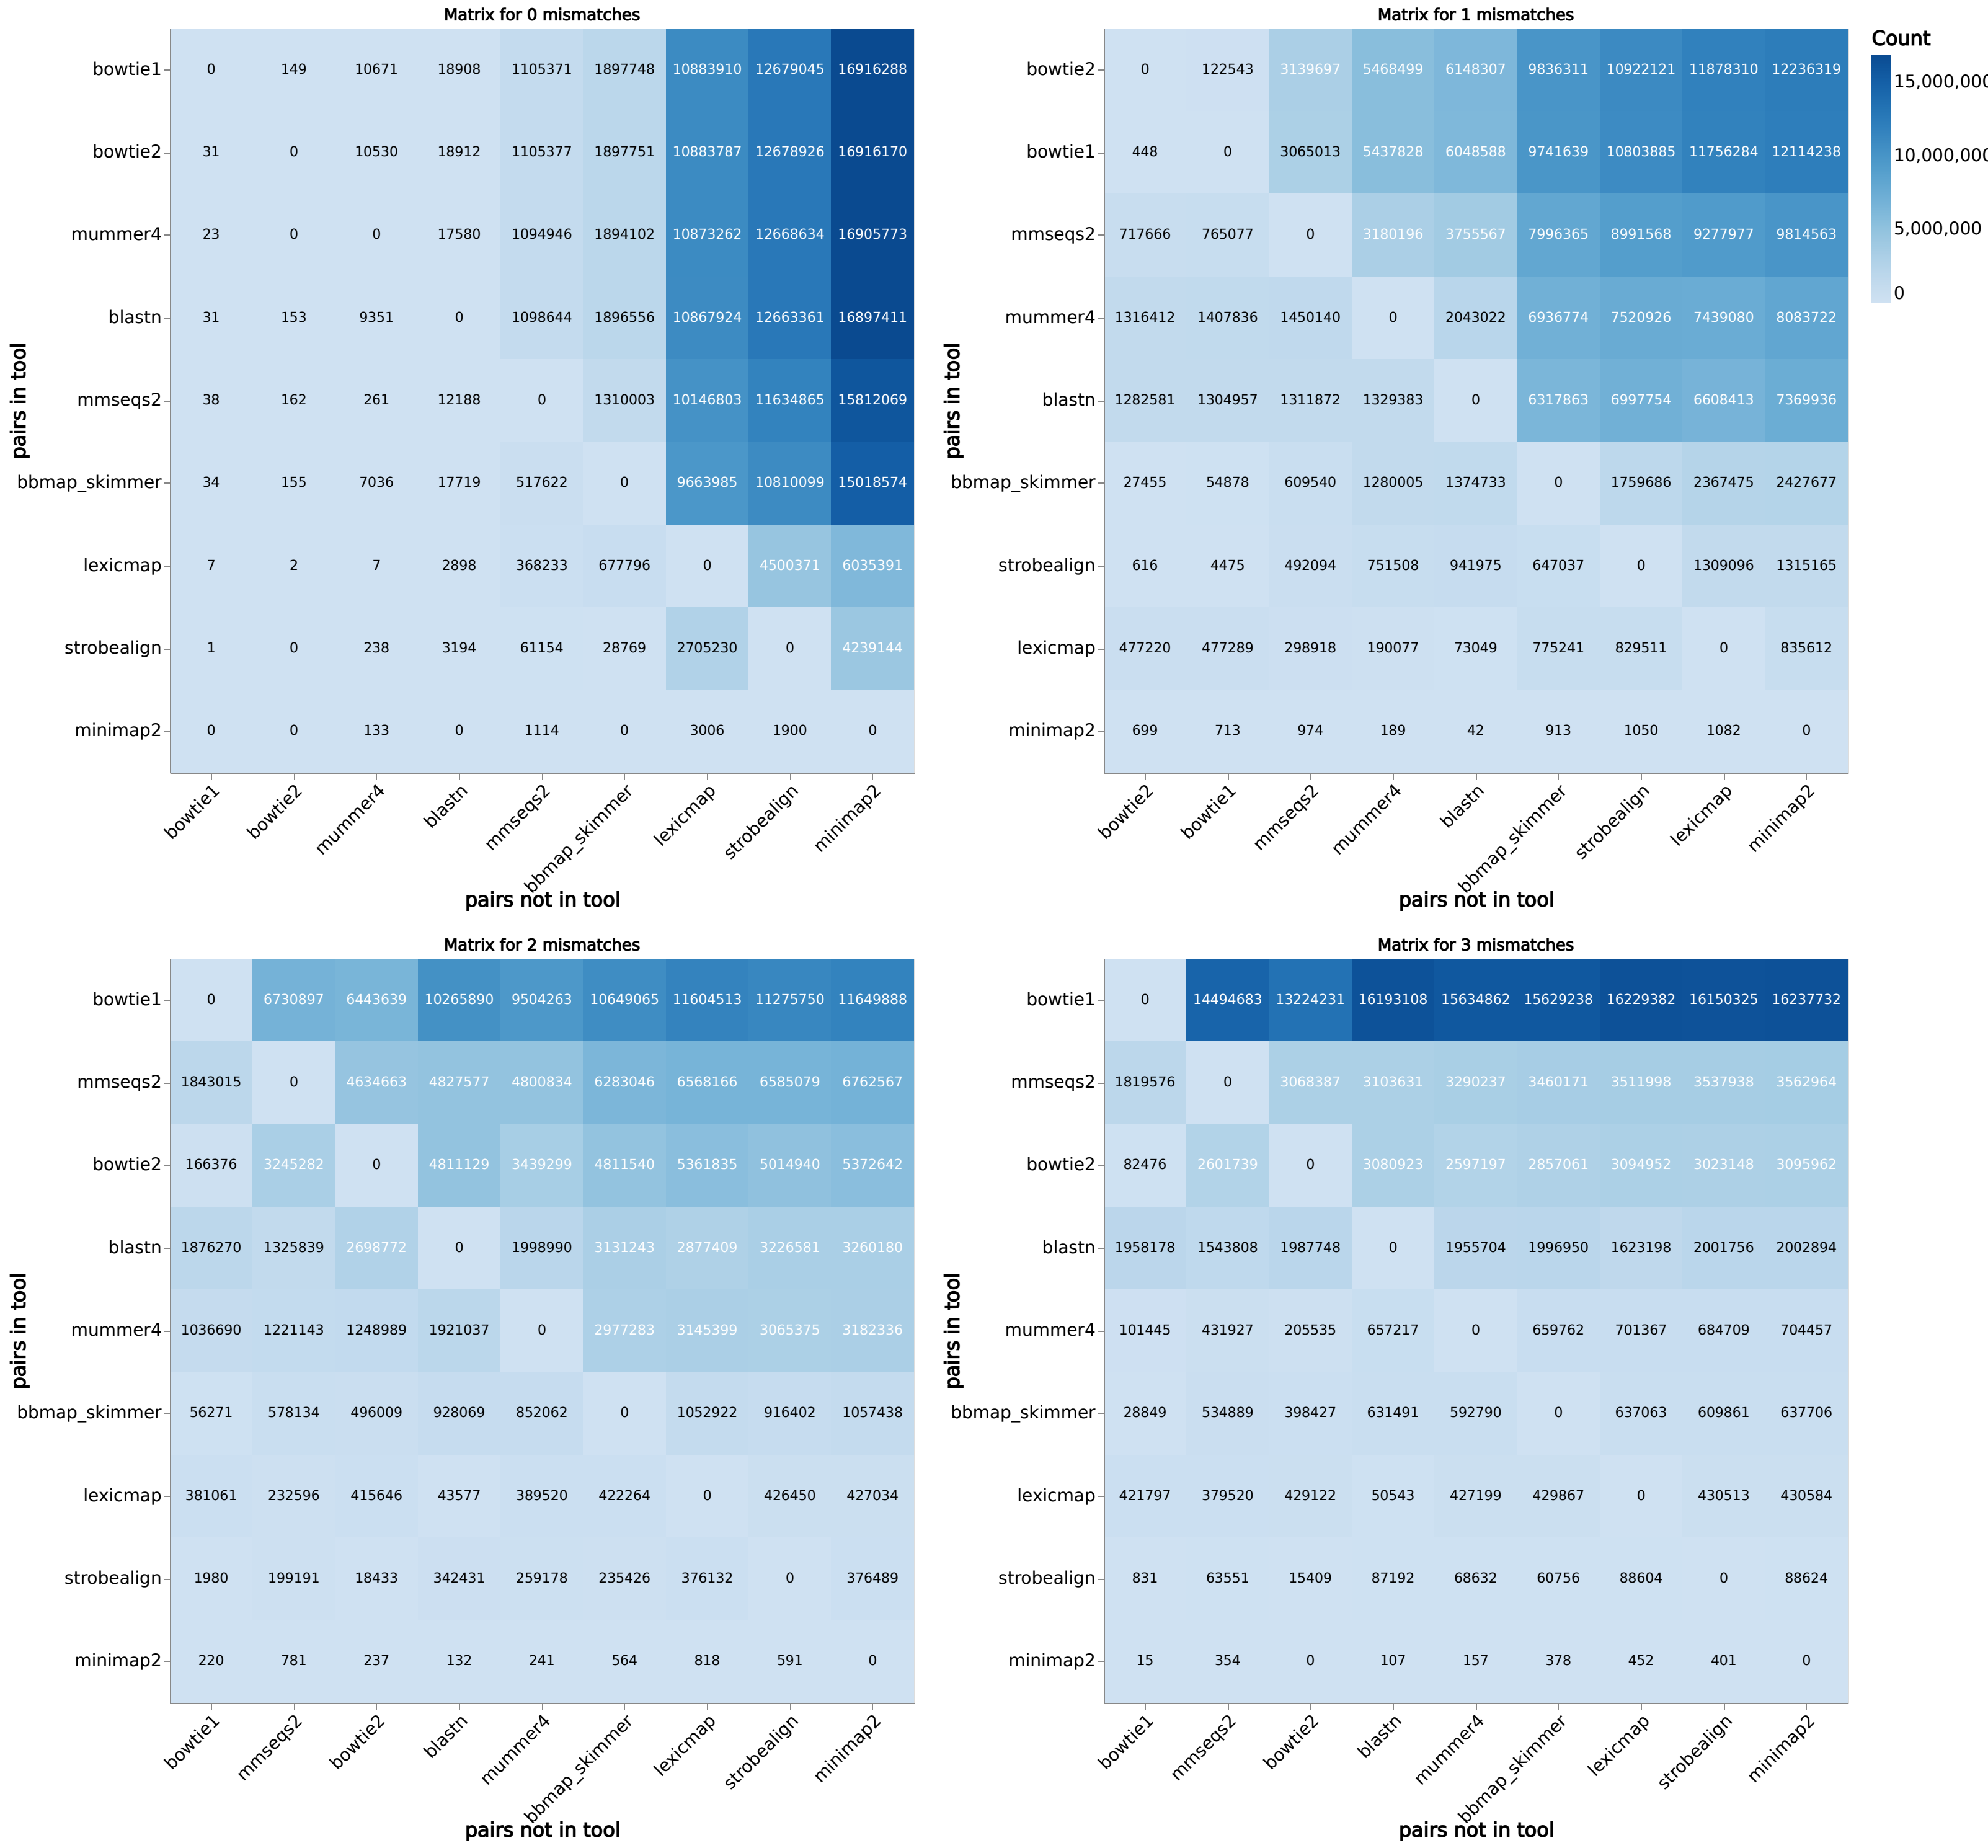 Matrix for 0 mismatches
pairs in tool
bowtie1 0 149 10671 18908 1105371 1897748 10883910 12679045 16916288
bowtie2 31 0 10530 18912 1105377 1897751 10883787 12678926 16916170
mummer4 23 0 0 17580 1094946 1894102 10873262 12668634 16905773
blastn 31 153 9351 0 1098644 1896556 10867924 12663361 16897411
mmseqs2 38 162 261 12188 0 1310003 10146803 11634865 15812069
bbmap_skimmer 34 155 7036 17719 517622 0 9663985 10810099 15018574
lexicmap 7 2 7 2898 368233 677796 0 4500371 6035391
strobealign 1 0 238 3194 61154 28769 2705230 0 4239144
minimap2 0 0 133 0 1114 0 3006 1900 0
bowtie1 bowtie2 mummer4 blastn mmseqs2 bbmap_skimmer lexicmap strobealign minimap2
pairs not in tool
Matrix for 1 mismatches
pairs in tool
bowtie2 0 122543 3139697 5468499 6148307 9836311 10922121 11878310 12236319
bowtie1 448 0 3065013 5437828 6048588 9741639 10803885 11756284 12114238
mmseqs2 717666 765077 0 3180196 3755567 7996365 8991568 9277977 9814563
mummer4 1316412 1407836 1450140 0 2043022 6936774 7520926 7439080 8083722
blastn 1282581 1304957 1311872 1329383 0 6317863 6997754 6608413 7369936
bbmap_skimmer 27455 54878 609540 1280005 1374733 0 1759686 2367475 2427677
strobealign 616 4475 492094 751508 941975 647037 0 1309096 1315165
lexicmap 477220 477289 298918 190077 73049 775241 829511 0 835612
minimap2 699 713 974 189 42 913 1050 1082 0
bowtie2 bowtie1 mmseqs2 mummer4 blastn bbmap_skimmer strobealign lexicmap minimap2
pairs not in tool
Count
15,000,000
10,000,000
5,000,000
0
Matrix for 2 mismatches
pairs in tool
bowtie1 0 6730897 6443639 10265890 9504263 10649065 11604513 11275750 11649888
mmseqs2 1843015 0 4634663 4827577 4800834 6283046 6568166 6585079 6762567
bowtie2 166376 3245282 0 4811129 3439299 4811540 5361835 5014940 5372642
blastn 1876270 1325839 2698772 0 1998990 3131243 2877409 3226581 3260180
mummer4 1036690 1221143 1248989 1921037 0 2977283 3145399 3065375 3182336
bbmap_skimmer 56271 578134 496009 928069 852062 0 1052922 916402 1057438
lexicmap 381061 232596 415646 43577 389520 422264 0 426450 427034
strobealign 1980 199191 18433 342431 259178 235426 376132 0 376489
minimap2 220 781 237 132 241 564 818 591 0
bowtie1 mmseqs2 bowtie2 blastn mummer4 bbmap_skimmer lexicmap strobealign minimap2
pairs not in tool
Matrix for 3 mismatches
pairs in tool
bowtie1 0 14494683 13224231 16193108 15634862 15629238 16229382 16150325 16237732
mmseqs2 1819576 0 3068387 3103631 3290237 3460171 3511998 3537938 3562964
bowtie2 82476 2601739 0 3080923 2597197 2857061 3094952 3023148 3095962
blastn 1958178 1543808 1987748 0 1955704 1996950 1623198 2001756 2002894
mummer4 101445 431927 205535 657217 0 659762 701367 684709 704457
bbmap_skimmer 28849 534889 398427 631491 592790 0 637063 609861 637706
lexicmap 421797 379520 429122 50543 427199 429867 0 430513 430584
strobealign 831 63551 15409 87192 68632 60756 88604 0 88624
minimap2 15 354 0 107 157 378 452 401 0
bowtie1 mmseqs2 bowtie2 blastn mummer4 bbmap_skimmer lexicmap strobealign minimap2
pairs not in tool